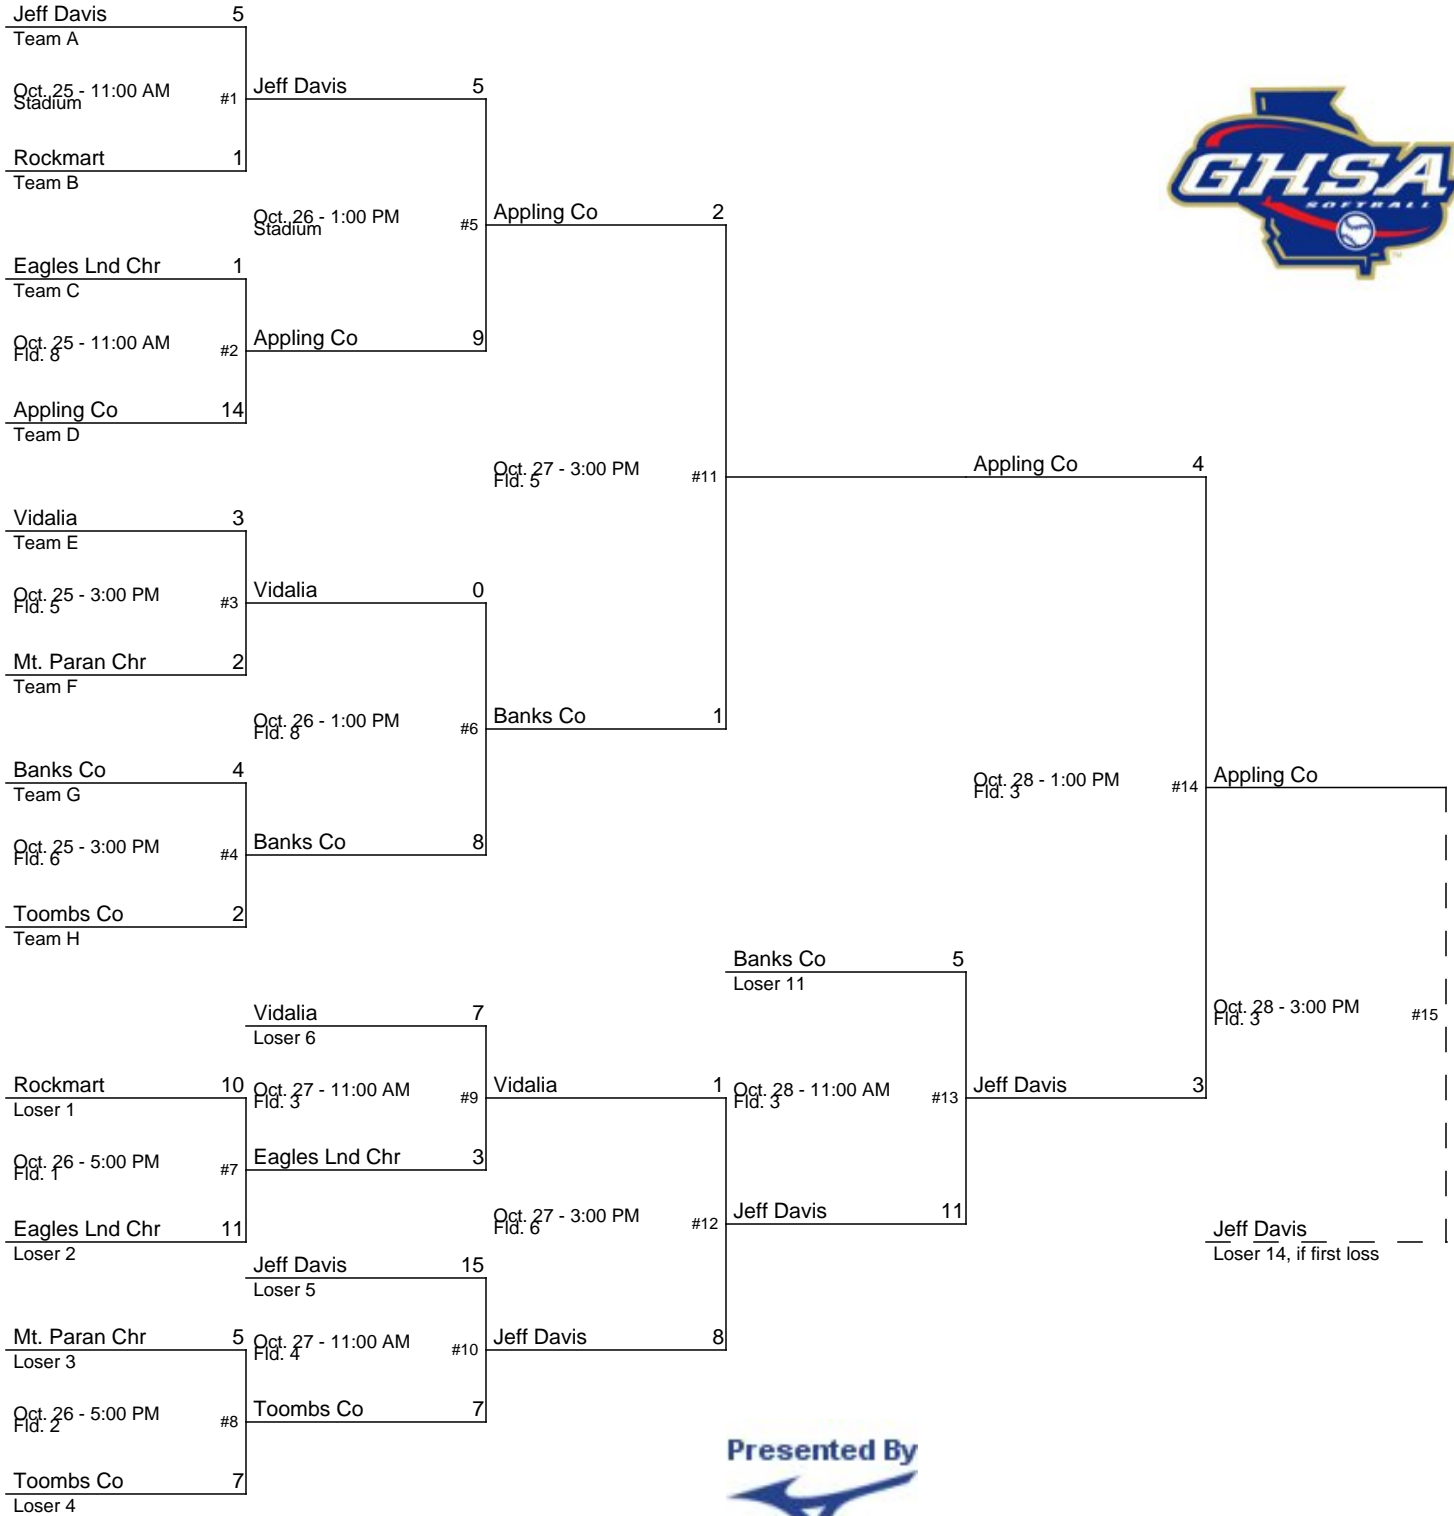 Jeff Davis 5
Team A
Oct. 25 - 11:00 AM
Stadium
#1
Rockmart 1
Team B
Eagles Lnd Chr 1
Team C
Oct. 25 - 11:00 AM
Fld. 8
#2
Appling Co 14
Team D
Vidalia 3
Team E
Oct. 25 - 3:00 PM
Fld. 5
#3
Mt. Paran Chr 2
Team F
Banks Co 4
Team G
Oct. 25 - 3:00 PM
Fld. 6
#4
Toombs Co 2
Team H
Rockmart 10
Loser 1
Oct. 26 - 5:00 PM
Fld. 1
#7
Eagles Lnd Chr 11
Loser 2
Mt. Paran Chr 5
Loser 3
Oct. 26 - 5:00 PM
Fld. 2
#8
Toombs Co 7
Loser 4
Jeff Davis 5
Oct. 26 - 1:00 PM
Stadium
#5
Appling Co 9
Vidalia 0
Oct. 26 - 1:00 PM
Fld. 8
#6
Banks Co 8
Vidalia 7
Loser 6
Oct. 27 - 11:00 AM
Fld. 3
#9
Eagles Lnd Chr 3
Jeff Davis 15
Loser 5
Oct. 27 - 11:00 AM
Fld. 4
#10
Toombs Co 7
Appling Co 2
Oct. 27 - 3:00 PM
Fld. 5
#11
Banks Co 1
Vidalia 1
Oct. 27 - 3:00 PM
Fld. 6
#12
Jeff Davis 8
Banks Co 5
Loser 11
Oct. 28 - 11:00 AM
Fld. 3
#13
Jeff Davis 11
Appling Co 4
Oct. 28 - 1:00 PM
Fld. 3
#14
Jeff Davis 3
Appling Co
Oct. 28 - 3:00 PM
Fld. 3
#15
Jeff Davis
Loser 14, if first loss
GHSA
SOFTBALL
TM
Presented By